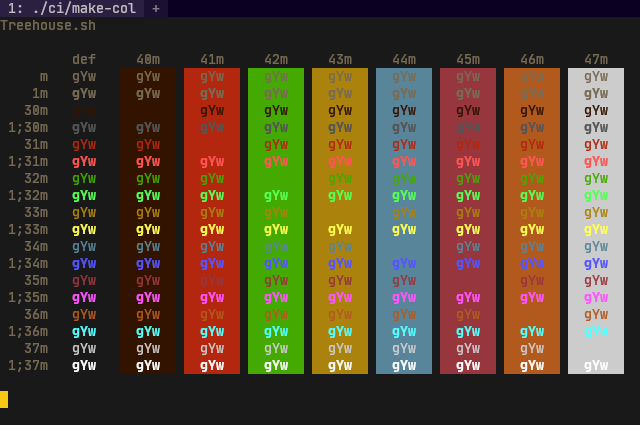 1: ./ci/make-col +
Treehouse.sh
def 40m 41m 42m 43m 44m 45m 46m 47m
m gYw gYw gYw gYw gYw gYw gYw gYw gYw
1m gYw gYw gYw gYw gYw gYw gYw gYw gYw
30m gYw gYw gYw gYw gYw gYw gYw gYw
1;30m gYw gYw gYw gYw gYw gYw gYw gYw gYw
31m gYw gYw gYw gYw gYw gYw gYw gYw
1;31m gYw gYw gYw gYw gYw gYw gYw gYw gYw
32m gYw gYw gYw gYw gYw gYw gYw gYw
1;32m gYw gYw gYw gYw gYw gYw gYw gYw gYw
33m gYw gYw gYw gYw gYw gYw gYw gYw
1;33m gYw gYw gYw gYw gYw gYw gYw gYw gYw
34m gYw gYw gYw gYw gYw gYw gYw gYw
1;34m gYw gYw gYw gYw gYw gYw gYw gYw gYw
35m gYw gYw gYw gYw gYw gYw gYw gYw
1;35m gYw gYw gYw gYw gYw gYw gYw gYw gYw
36m gYw gYw gYw gYw gYw gYw gYw gYw
1;36m gYw gYw gYw gYw gYw gYw gYw gYw gYw
37m gYw gYw gYw gYw gYw gYw gYw gYw
1;37m gYw gYw gYw gYw gYw gYw gYw gYw gYw